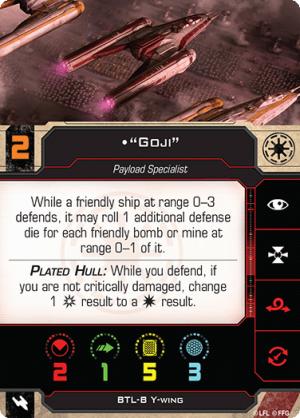 2
•“Goji”
Payload Specialist
While a friendly ship at range 0–3
defends, it may roll 1 additional defense
die for each friendly bomb or mine at
range 0–1 of it.
Plated Hull: While you defend, if
you are not critically damaged, change
1 result to a result.
2 1 5 3
BTL-B Y-wing
©LFL ©FFG